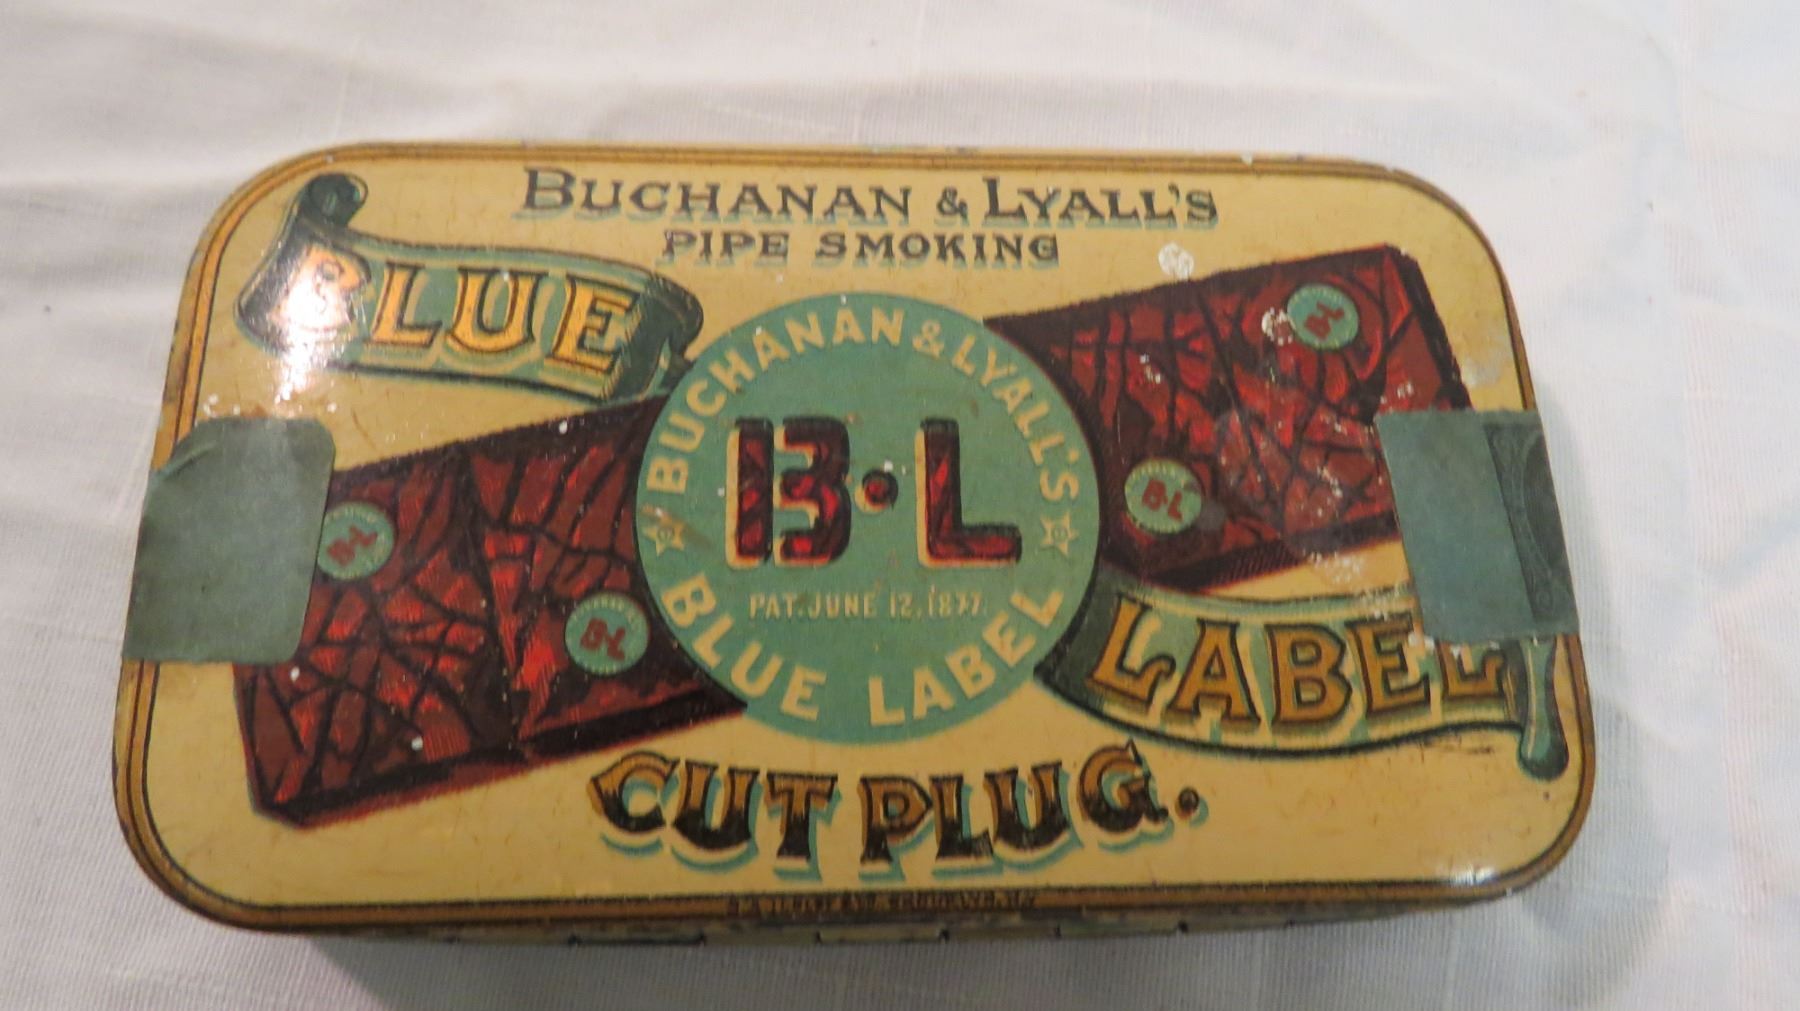 BUCHANAN & LYALL'S
PIPE SMOKING
BLUE
BUCHANAN & LYALL'S
B·L
PAT. JUNE 12, 1877.
BLUE LABEL
B·L
B·L
B·L
B·L
LABEL
CUT PLUG.